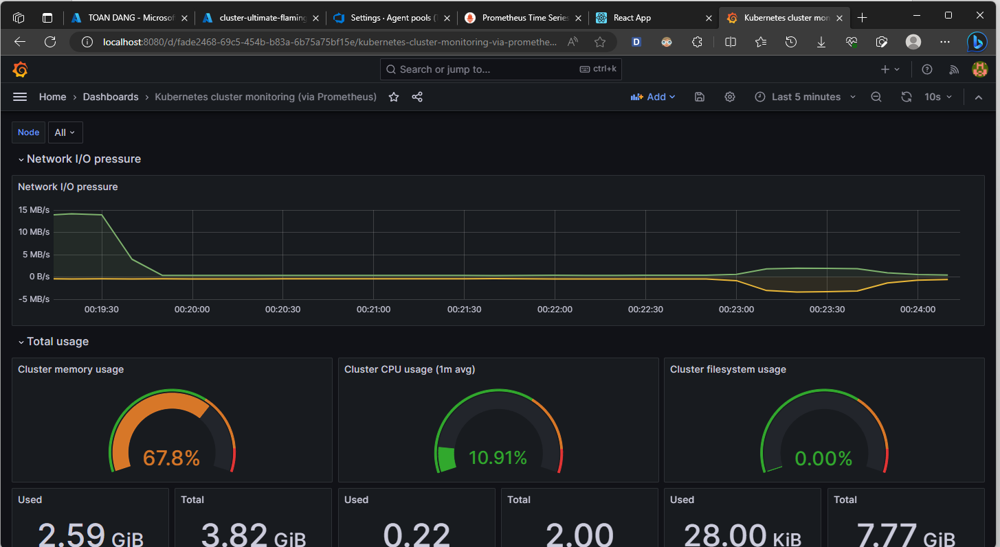 TOAN DANG - Microsof
cluster-ultimate-flaming
Settings · Agent pools (
Prometheus Time Series
React App
Kubernetes cluster mon
localhost:8080/d/fade2468-69c5-454b-b83a-6b75a75bf15e/kubernetes-cluster-monitoring-via-promethe...
Search or jump to... ctrl+k
Home › Dashboards › Kubernetes cluster monitoring (via Prometheus)
Add
Last 5 minutes
10s
Node All
Network I/O pressure
Network I/O pressure
15 MB/s
10 MB/s
5 MB/s
0 B/s
-5 MB/s
00:19:30 00:20:00 00:20:30 00:21:00 00:21:30 00:22:00 00:22:30 00:23:00 00:23:30 00:24:00
Total usage
Cluster memory usage
67.8%
Cluster CPU usage (1m avg)
10.91%
Cluster filesystem usage
0.00%
Used
2.59 GiB
Total
3.82 GiB
Used
0.22
Total
2.00
Used
28.00 KiB
Total
7.77 GiB